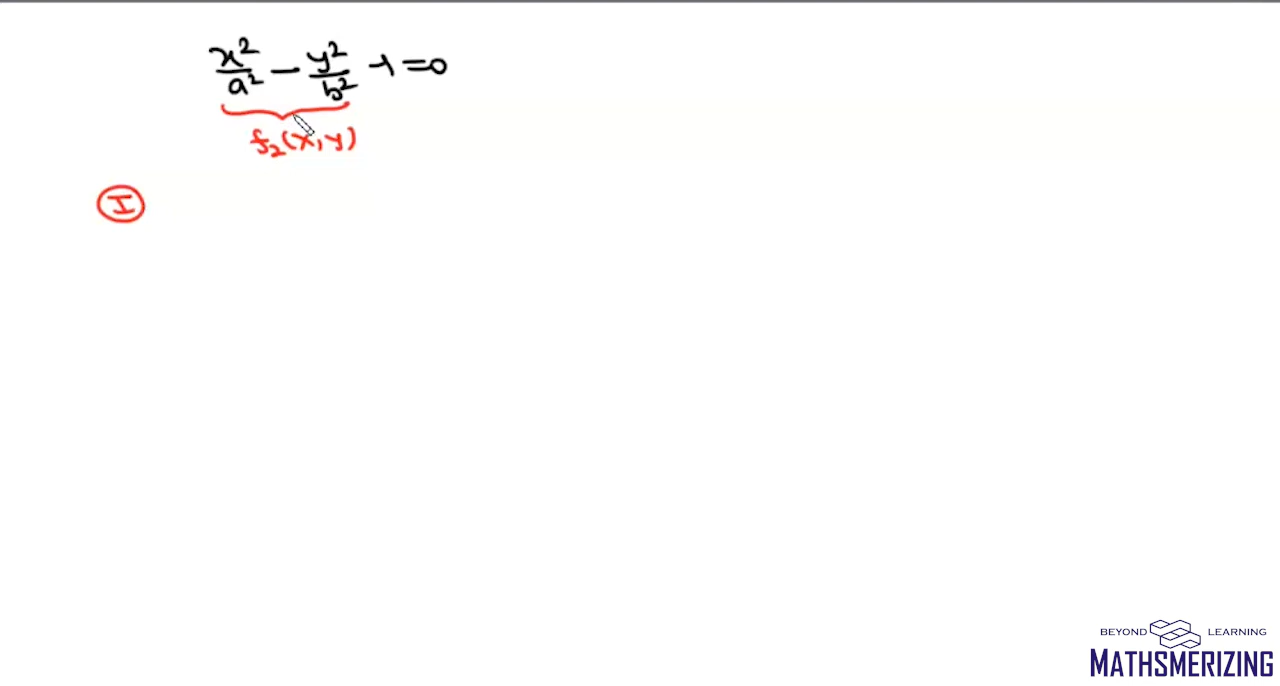 x²/a² − y²/b² −1 = 0
f₂(x, y)
I
BEYOND LEARNING
MATHSMERIZING